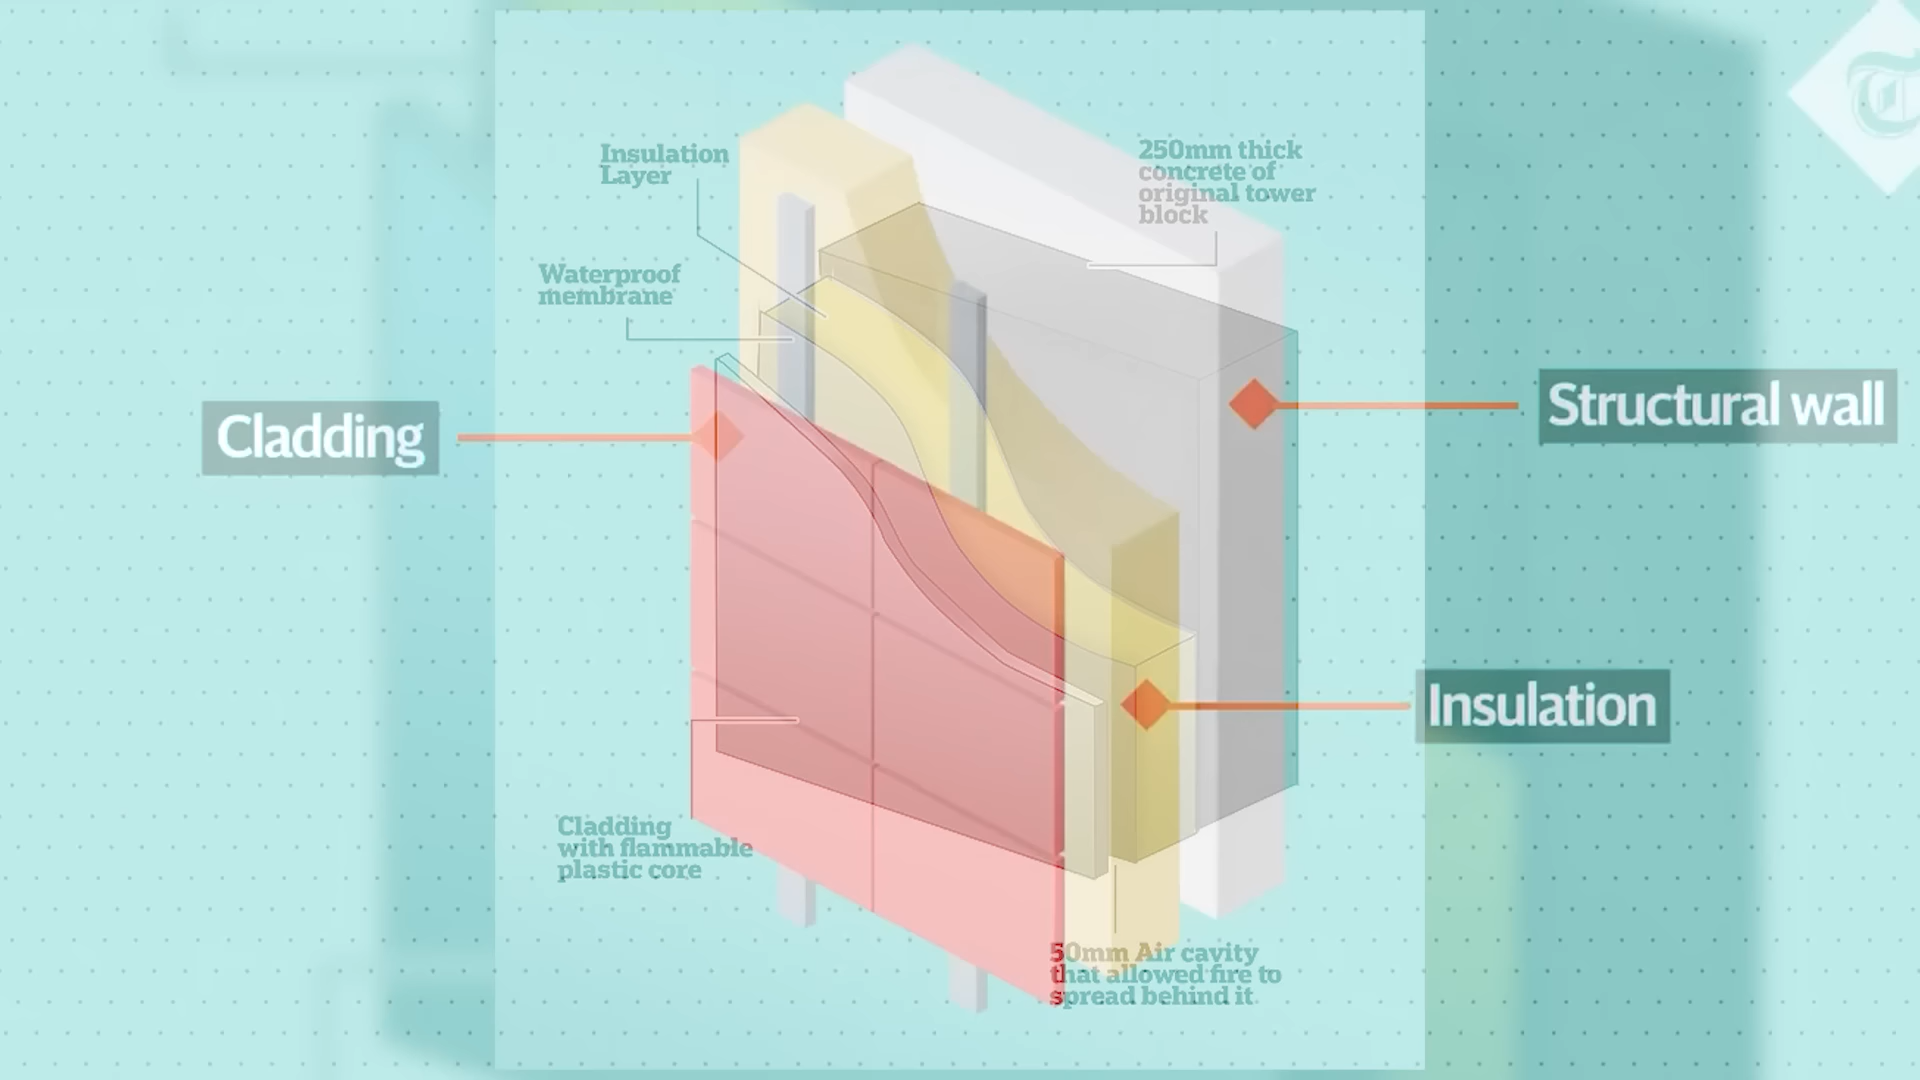 Insulation
Layer
250mm thick
concrete of
original tower
block
Waterproof
membrane
Cladding
Structural wall
Insulation
Cladding
with flammable
plastic core
50mm Air cavity
that allowed fire to
spread behind it
T